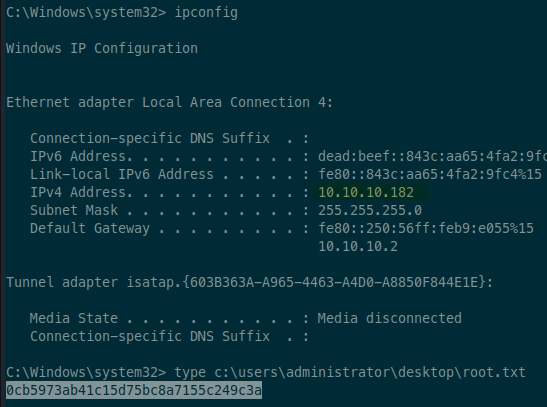 C:\Windows\system32> ipconfig
Windows IP Configuration
Ethernet adapter Local Area Connection 4:
Connection-specific DNS Suffix  . :
IPv6 Address. . . . . . . . . . . : dead:beef::843c:aa65:4fa2:9fc
Link-local IPv6 Address . . . . . : fe80::843c:aa65:4fa2:9fc4%15
IPv4 Address. . . . . . . . . . . : 10.10.10.182
Subnet Mask . . . . . . . . . . . : 255.255.255.0
Default Gateway . . . . . . . . . : fe80::250:56ff:feb9:e055%15
10.10.10.2
Tunnel adapter isatap.{603B363A-A965-4463-A4D0-A8850F844E1E}:
Media State . . . . . . . . . . . : Media disconnected
Connection-specific DNS Suffix  . :
C:\Windows\system32> type c:\users\administrator\desktop\root.txt
0cb5973ab41c15d75bc8a7155c249c3a